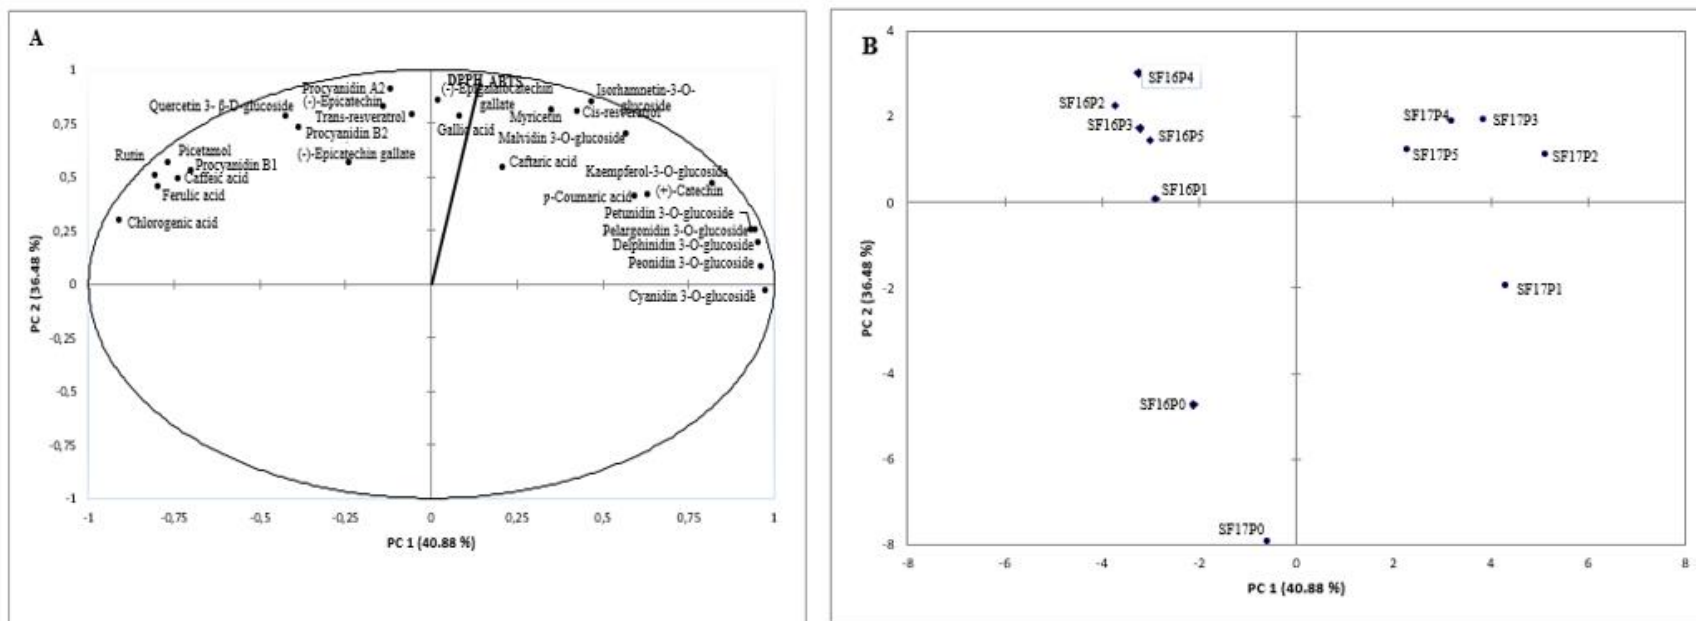 A
1
0,75
0,5
0,25
0
-0,25
-0,5
-0,75
-1
PC 2 (36.48 %)
DPPH ABTS
Procyanidin A2
(-)-Epigallocatechin
gallate
Isorhamnetin-3-O-
glucoside
Quercetin 3- β-D-glucoside
(-)-Epicatechin
Trans-resveratrol
Myricetin
Cis-resveratrol
Procyanidin B2
Gallic acid
Malvidin 3-O-glucoside
Rutin
Picetamol
(-)-Epicatechin gallate
Caftaric acid
Procyanidin B1
Kaempferol-3-O-glucoside
Caffeic acid
Ferulic acid
p-Coumaric acid
(+)-Catechin
Chlorogenic acid
Petunidin 3-O-glucoside
Pelargonidin 3-O-glucoside
Delphinidin 3-O-glucoside
Peonidin 3-O-glucoside
Cyanidin 3-O-glucoside
-1
-0,75
-0,5
-0,25
0
0,25
0,5
0,75
1
PC 1 (40.88 %)
B
4
2
0
-2
-4
-6
-8
PC 2 (36.48 %)
SF16P4
SF16P2
SF16P3
SF16P5
SF17P4
SF17P3
SF17P5
SF17P2
SF16P1
SF17P1
SF16P0
SF17P0
-8
-6
-4
-2
0
2
4
6
8
PC 1 (40.88 %)